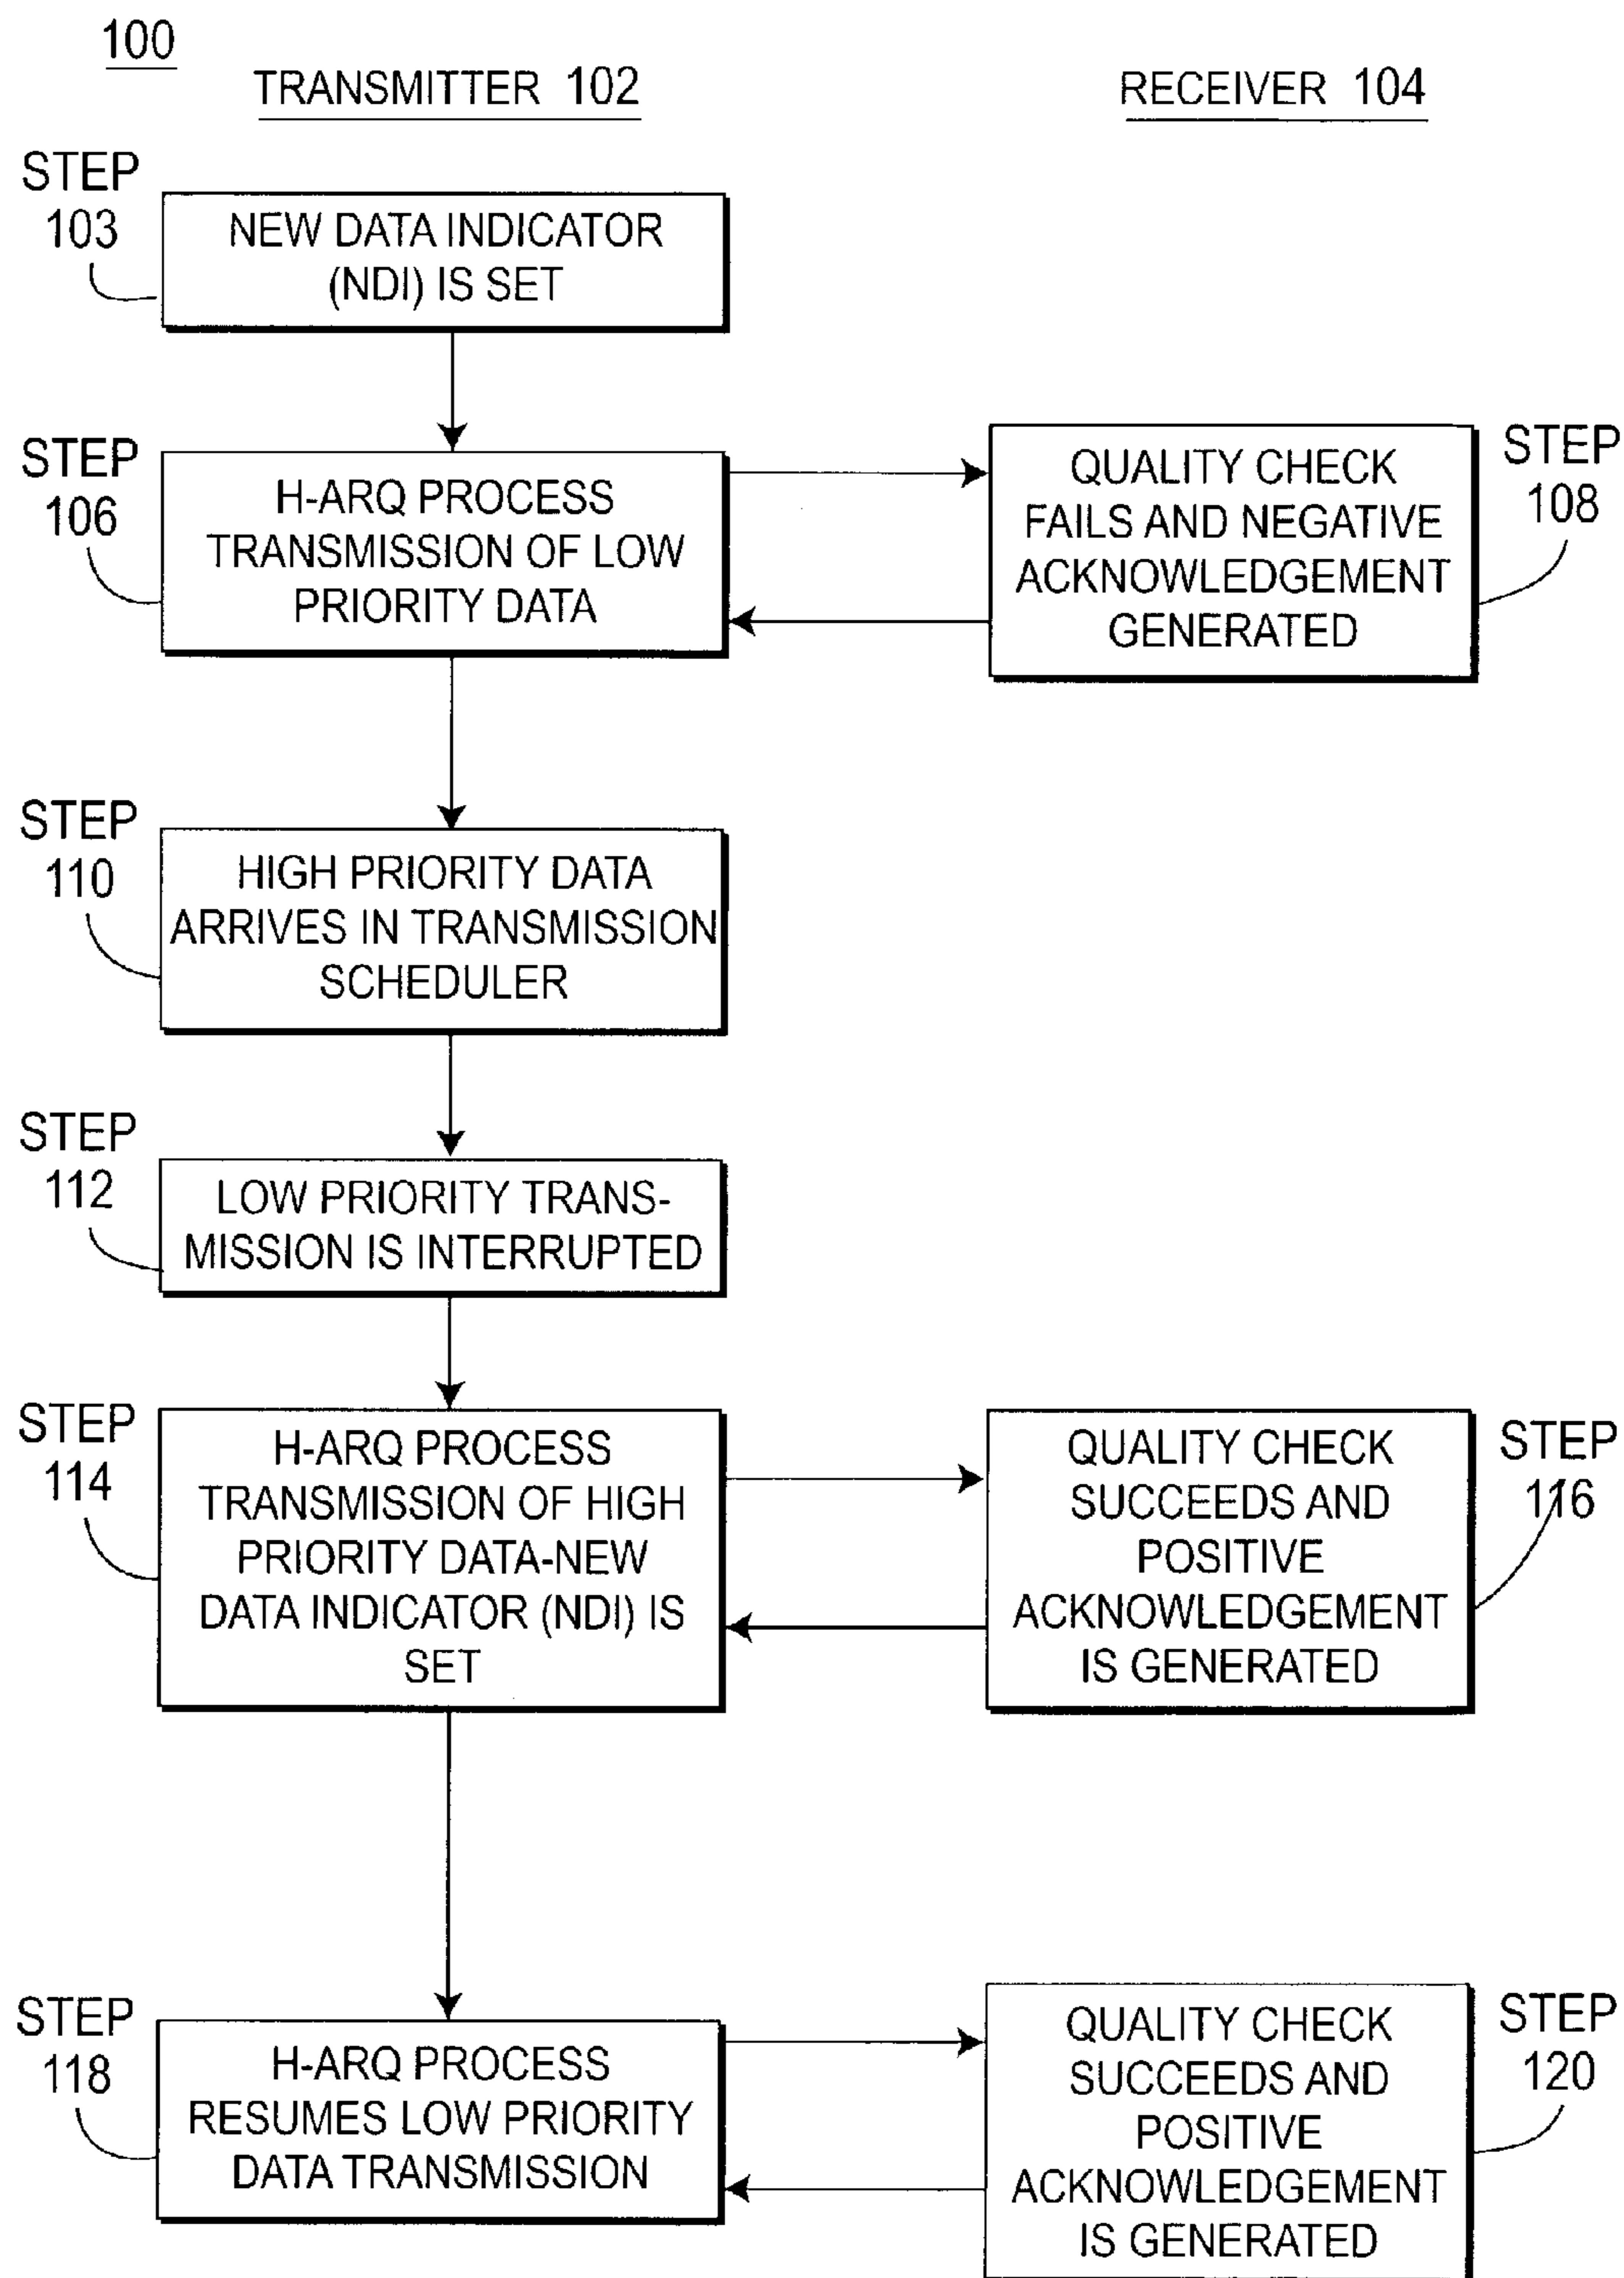 100
TRANSMITTER 102
RECEIVER 104
STEP
103
NEW DATA INDICATOR
(NDI) IS SET
STEP
106
H-ARQ PROCESS
TRANSMISSION OF LOW
PRIORITY DATA
QUALITY CHECK
FAILS AND NEGATIVE
ACKNOWLEDGEMENT
GENERATED
STEP
108
STEP
110
HIGH PRIORITY DATA
ARRIVES IN TRANSMISSION
SCHEDULER
STEP
112
LOW PRIORITY TRANS-
MISSION IS INTERRUPTED
STEP
114
H-ARQ PROCESS
TRANSMISSION OF HIGH
PRIORITY DATA-NEW
DATA INDICATOR (NDI) IS
SET
QUALITY CHECK
SUCCEEDS AND
POSITIVE
ACKNOWLEDGEMENT
IS GENERATED
STEP
116
STEP
118
H-ARQ PROCESS
RESUMES LOW PRIORITY
DATA TRANSMISSION
QUALITY CHECK
SUCCEEDS AND
POSITIVE
ACKNOWLEDGEMENT
IS GENERATED
STEP
120